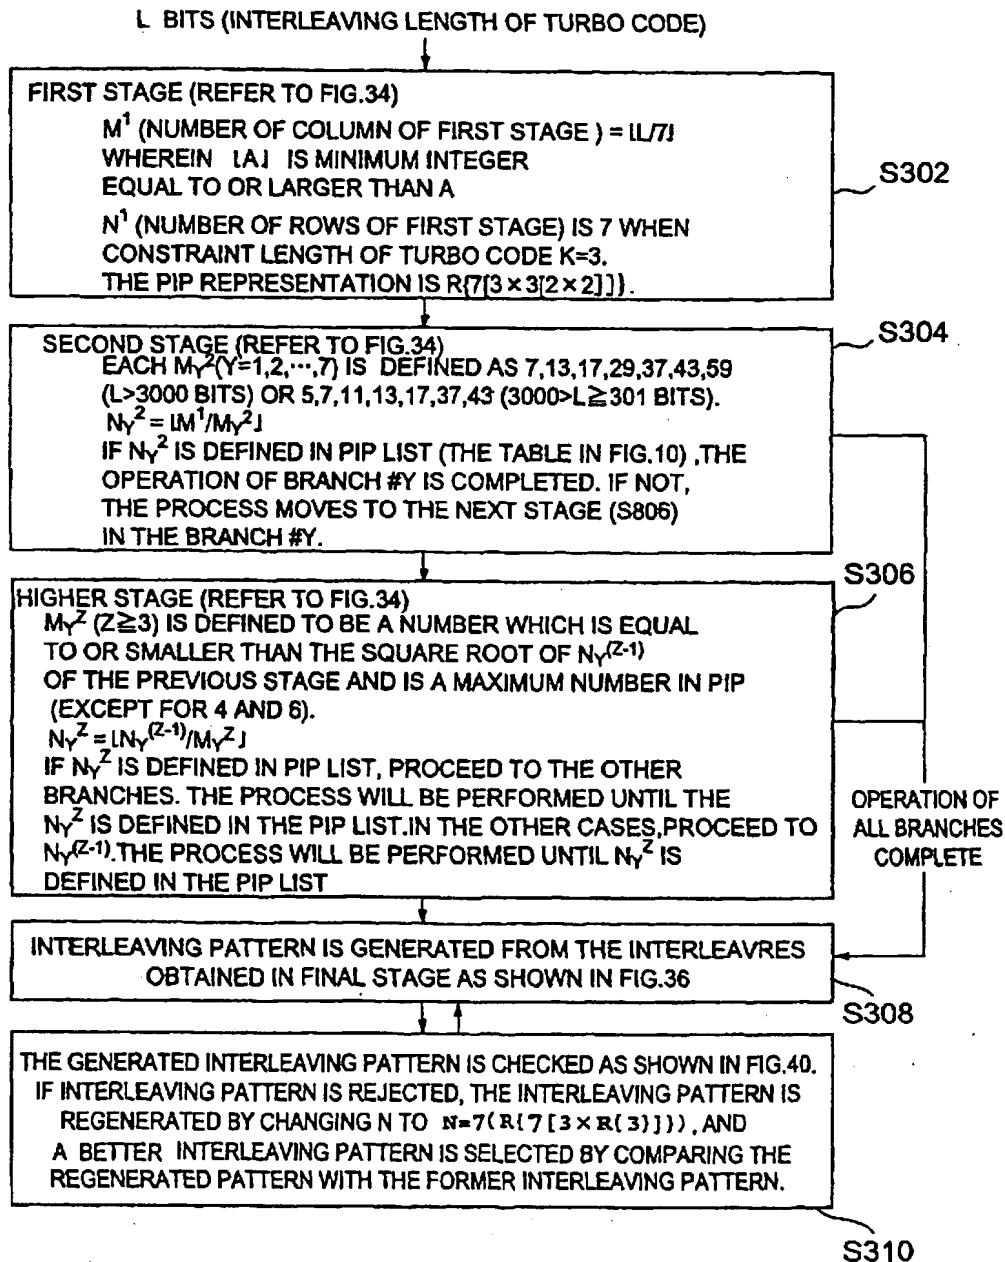 L BITS (INTERLEAVING LENGTH OF TURBO CODE)
FIRST STAGE (REFER TO FIG.34)
M¹ (NUMBER OF COLUMN OF FIRST STAGE ) = ⌊L/7⌋
WHEREIN ⌊A⌋ IS MINIMUM INTEGER
EQUAL TO OR LARGER THAN A
N¹ (NUMBER OF ROWS OF FIRST STAGE) IS 7 WHEN
CONSTRAINT LENGTH OF TURBO CODE K=3.
THE PIP REPRESENTATION IS R{7[3×3[2×2]]}.
S302
S304
SECOND STAGE (REFER TO FIG.34)
EACH M_Y²(Y=1,2,···,7) IS DEFINED AS 7,13,17,29,37,43,59
(L>3000 BITS) OR 5,7,11,13,17,37,43 (3000>L≧301 BITS).
N_Y² = ⌊M¹/M_Y²⌋
IF N_Y² IS DEFINED IN PIP LIST (THE TABLE IN FIG.10) ,THE
OPERATION OF BRANCH #Y IS COMPLETED. IF NOT,
THE PROCESS MOVES TO THE NEXT STAGE (S806)
IN THE BRANCH #Y.
S306
HIGHER STAGE (REFER TO FIG.34)
M_Y^Z (Z≧3) IS DEFINED TO BE A NUMBER WHICH IS EQUAL
TO OR SMALLER THAN THE SQUARE ROOT OF N_Y^(Z-1)
OF THE PREVIOUS STAGE AND IS A MAXIMUM NUMBER IN PIP
(EXCEPT FOR 4 AND 6).
N_Y^Z = ⌊N_Y^(Z-1)/M_Y^Z⌋
IF N_Y^Z IS DEFINED IN PIP LIST, PROCEED TO THE OTHER
BRANCHES. THE PROCESS WILL BE PERFORMED UNTIL THE
N_Y^Z IS DEFINED IN THE PIP LIST.IN THE OTHER CASES,PROCEED TO
N_Y^(Z-1).THE PROCESS WILL BE PERFORMED UNTIL N_Y^Z IS
DEFINED IN THE PIP LIST
OPERATION OF
ALL BRANCHES
COMPLETE
INTERLEAVING PATTERN IS GENERATED FROM THE INTERLEAVRES
OBTAINED IN FINAL STAGE AS SHOWN IN FIG.36
S308
THE GENERATED INTERLEAVING PATTERN IS CHECKED AS SHOWN IN FIG.40.
IF INTERLEAVING PATTERN IS REJECTED, THE INTERLEAVING PATTERN IS
REGENERATED BY CHANGING N TO N=7(R{7[3×R{3}]}), AND
A BETTER INTERLEAVING PATTERN IS SELECTED BY COMPARING THE
REGENERATED PATTERN WITH THE FORMER INTERLEAVING PATTERN.
S310